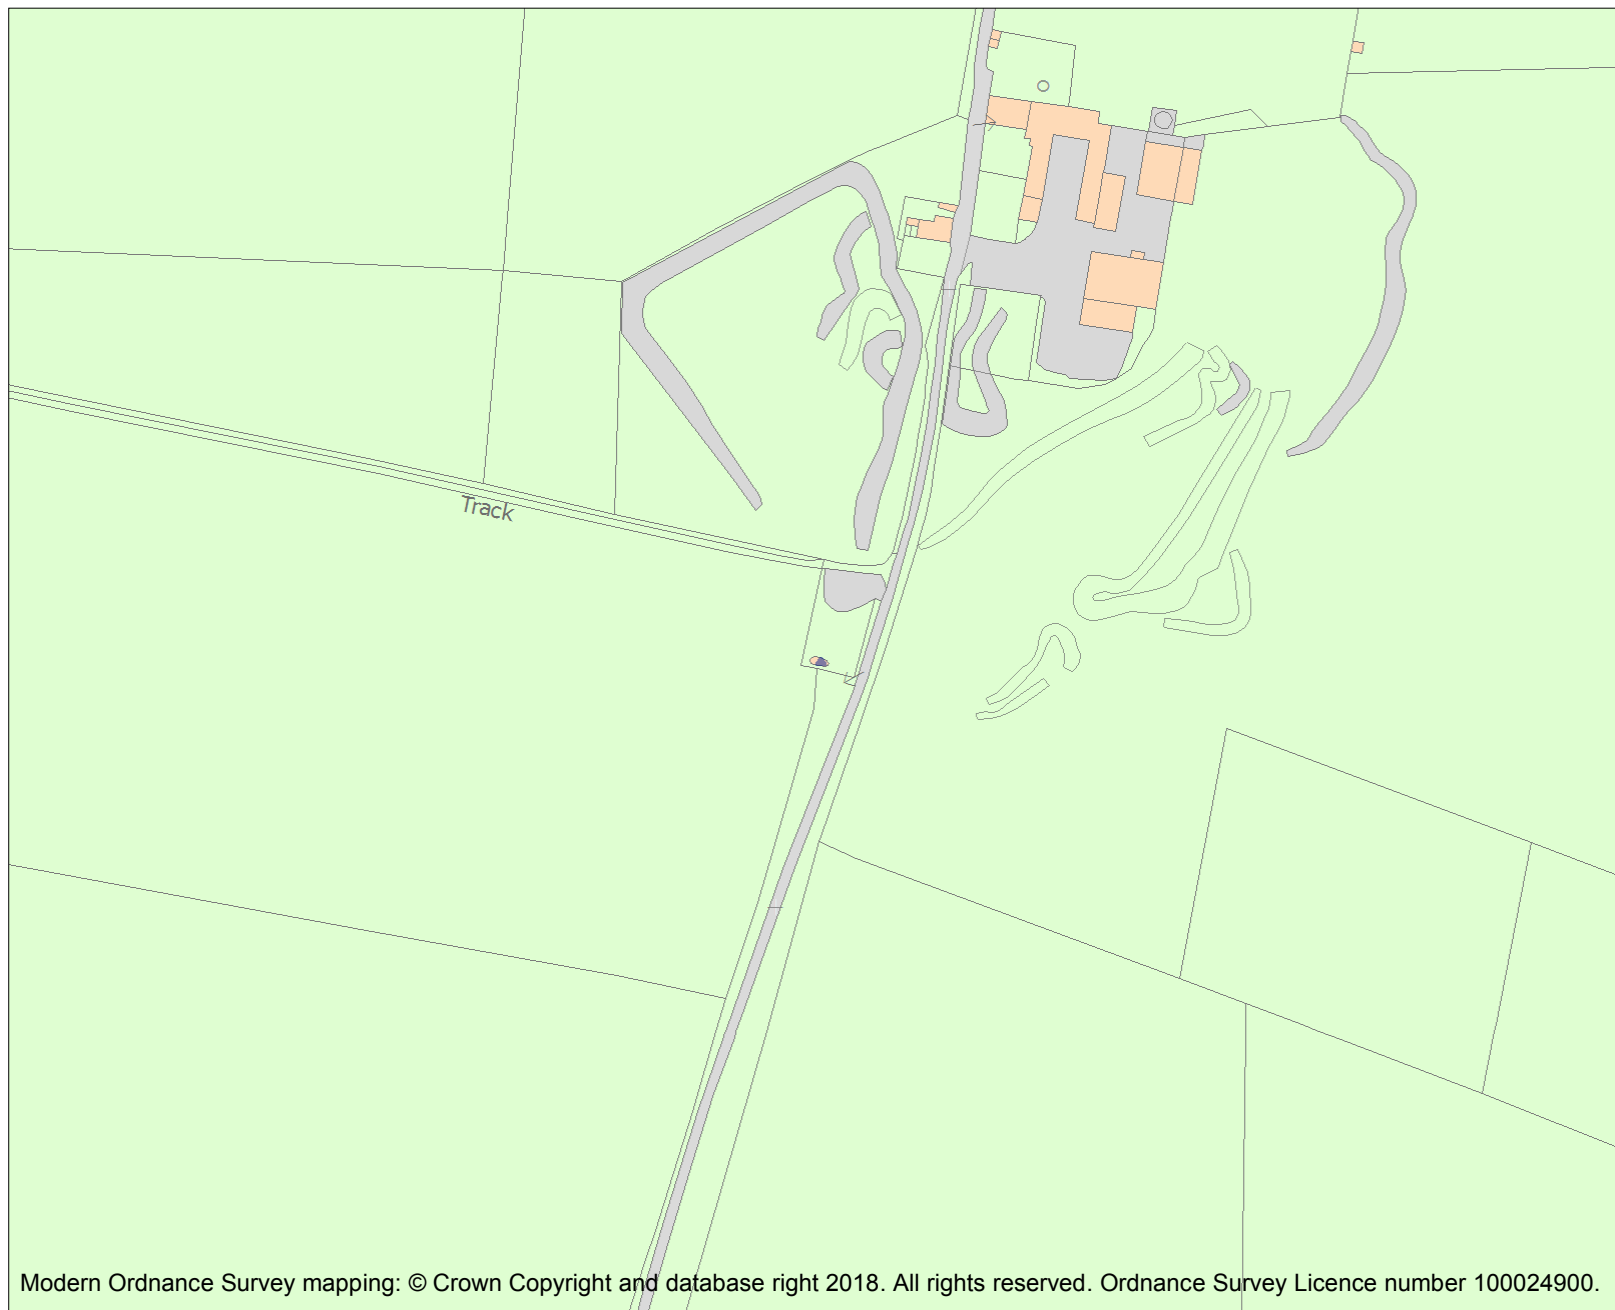 Track
Modern Ordnance Survey mapping: © Crown Copyright and database right 2018. All rights reserved. Ordnance Survey Licence number 100024900.